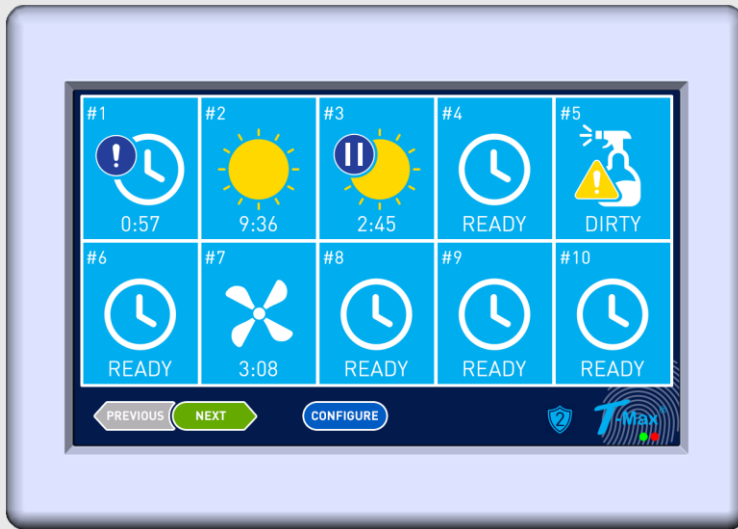 #1 #2 #3 #4 #5
0:57 9:36 2:45 READY DIRTY
#6 #7 #8 #9 #10
READY 3:08 READY READY READY
PREVIOUS NEXT CONFIGURE 2 T-Max®